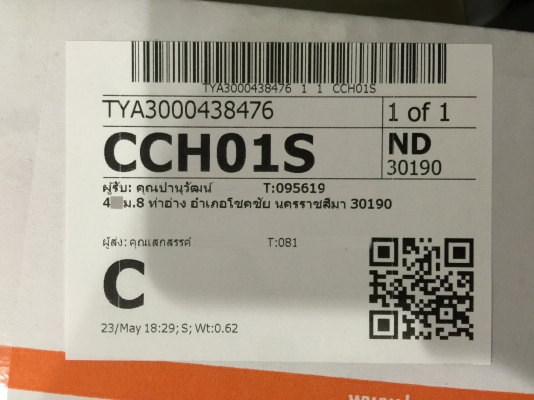 TYA3000438476 1 1 CCH01S
TYA3000438476 1 of 1
CCH01S ND
30190
ผู้รับ: คุณปานุวัฒน์ T:095619
4 ม.8 ท่าอ่าง อำเภอโชคชัย นครราชสีมา 30190
ผู้ส่ง: คุณเสกสรรค์ T:081
C
23/May 18:29; S; Wt:0.62